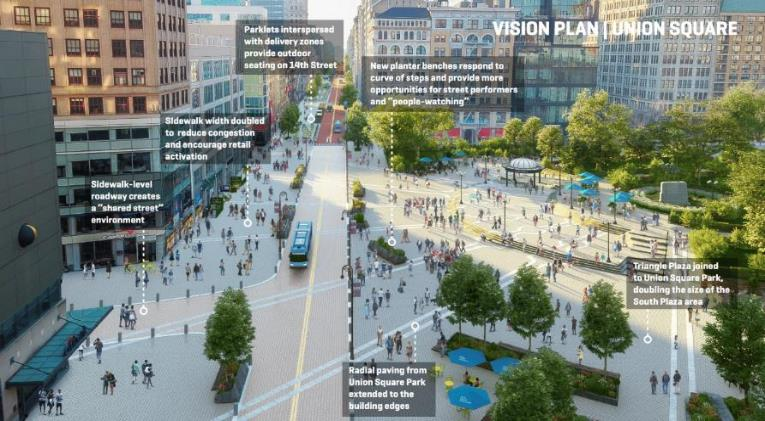 VISION PLAN | UNION SQUARE
Parklets interspersed
with delivery zones
provide outdoor
seating on 14th Street
New planter benches respond to
curve of steps and provide more
opportunities for street performers
and "people-watching"
Sidewalk width doubled
to reduce congestion
and encourage retail
activation
Sidewalk-level
roadway creates
a "shared street"
environment
Triangle Plaza joined
to Union Square Park,
doubling the size of the
South Plaza area
Radial paving from
Union Square Park
extended to the
building edges